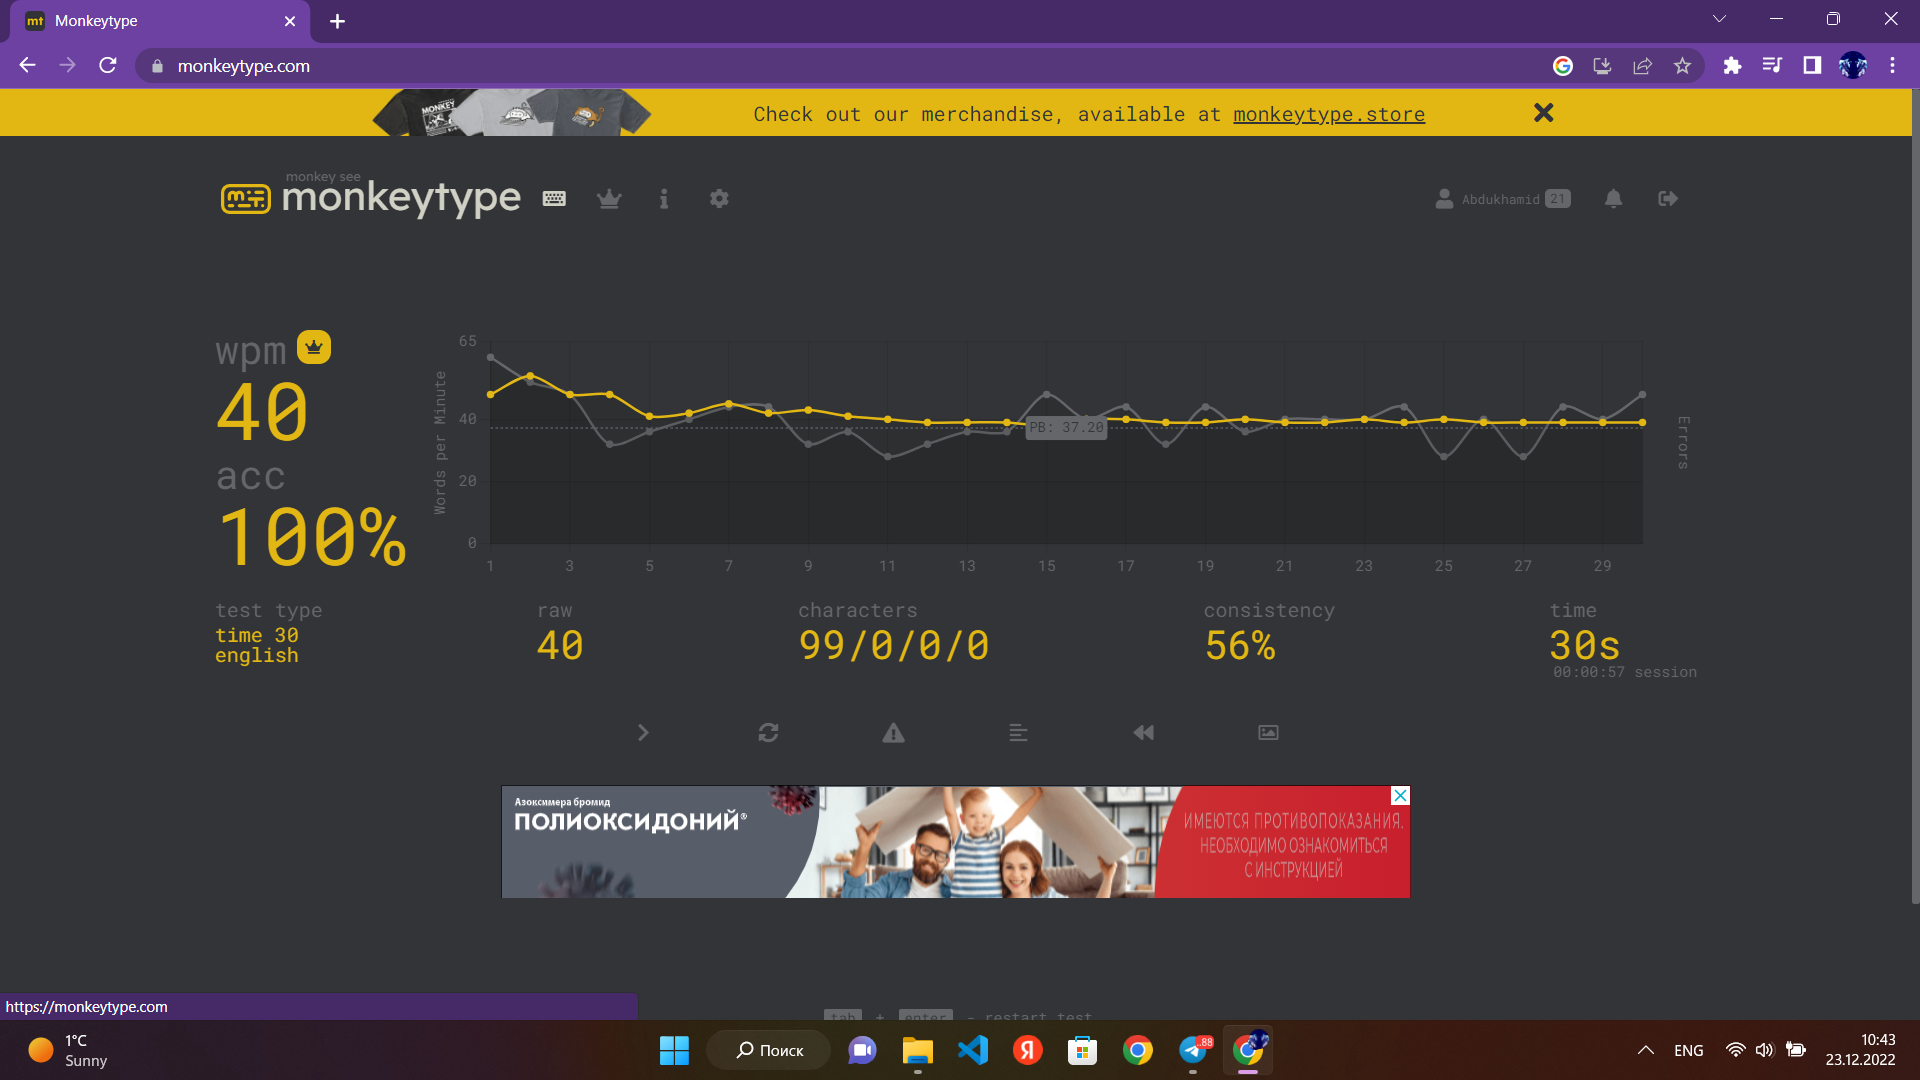 mt Monkeytype
monkeytype.com
MONKEY
Check out our merchandise, available at monkeytype.store
monkey see
monkeytype
Abdukhamid 21
wpm
40
acc
100%
Words per Minute
65
40
20
0
PB: 37.20
Errors
1 3 5 7 9 11 13 15 17 19 21 23 25 27 29
test type
time 30
english
raw
40
characters
99/0/0/0
consistency
56%
time
30s
00:00:57 session
Азоксимера бромид
ПОЛИОКСИДОНИЙ®
ИМЕЮТСЯ ПРОТИВОПОКАЗАНИЯ.
НЕОБХОДИМО ОЗНАКОМИТЬСЯ
С ИНСТРУКЦИЕЙ
tab + enter - restart test
https://monkeytype.com
1°C
Sunny
Поиск
Я
..88
ENG
10:43
23.12.2022